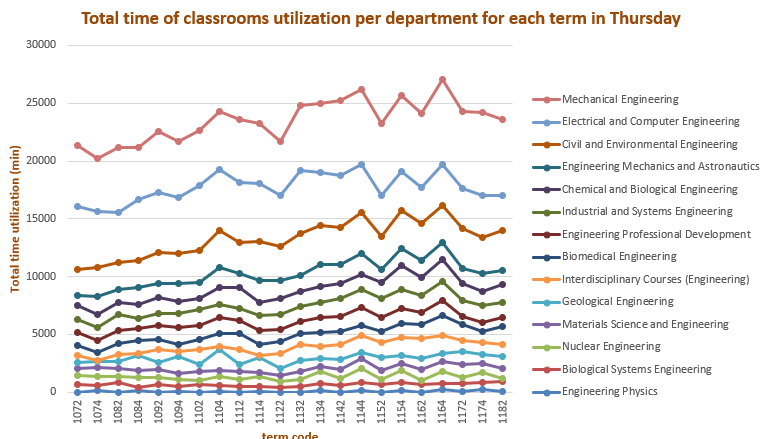 Total time of classrooms utilization per department for each term in Thursday
30000
25000
20000
15000
10000
5000
0
Total time utilization (min)
1072
1074
1082
1084
1092
1094
1102
1104
1112
1114
1122
1132
1134
1142
1144
1152
1154
1162
1164
1172
1174
1182
term code
Mechanical Engineering
Electrical and Computer Engineering
Civil and Environmental Engineering
Engineering Mechanics and Astronautics
Chemical and Biological Engineering
Industrial and Systems Engineering
Engineering Professional Development
Biomedical Engineering
Interdisciplinary Courses (Engineering)
Geological Engineering
Materials Science and Engineering
Nuclear Engineering
Biological Systems Engineering
Engineering Physics